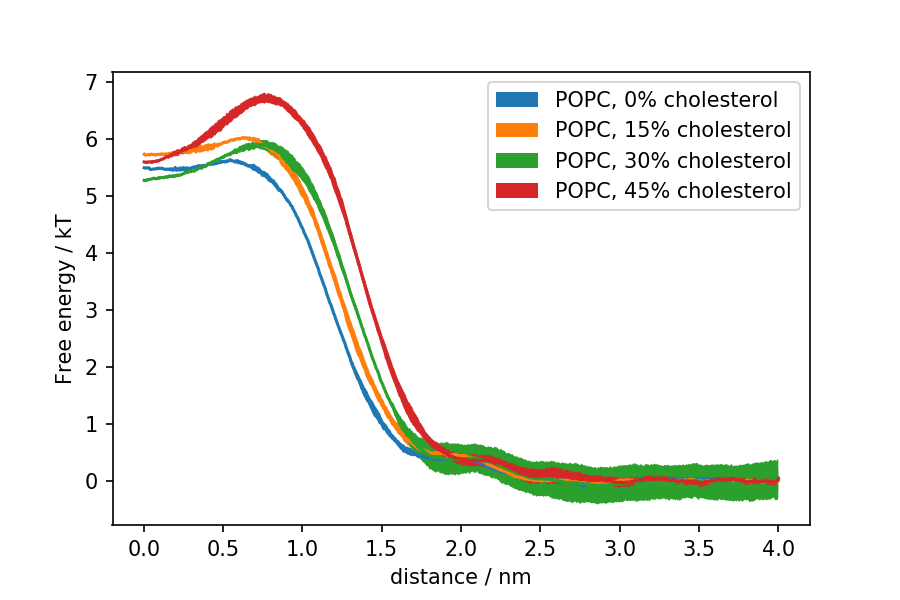 7
6
5
4
3
2
1
0
Free energy / kT
POPC, 0% cholesterol
POPC, 15% cholesterol
POPC, 30% cholesterol
POPC, 45% cholesterol
0.0 0.5 1.0 1.5 2.0 2.5 3.0 3.5 4.0
distance / nm